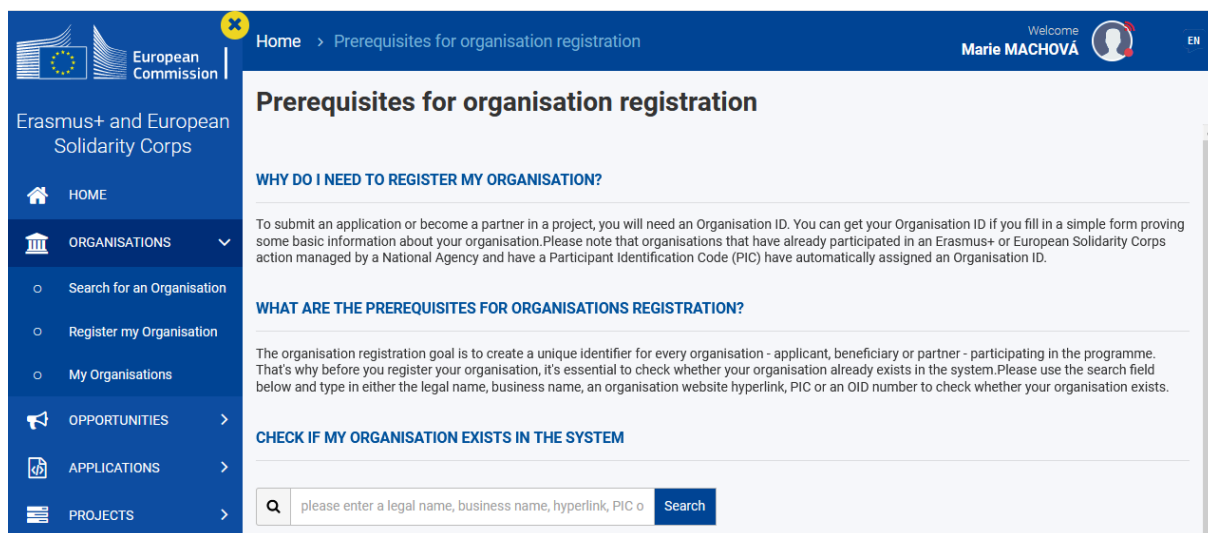 European
Commission
Home > Prerequisites for organisation registration
Welcome
Marie MACHOVÁ
EN
Erasmus+ and European
Solidarity Corps
HOME
ORGANISATIONS
Search for an Organisation
Register my Organisation
My Organisations
OPPORTUNITIES
APPLICATIONS
PROJECTS
Prerequisites for organisation registration
WHY DO I NEED TO REGISTER MY ORGANISATION?
To submit an application or become a partner in a project, you will need an Organisation ID. You can get your Organisation ID if you fill in a simple form proving
some basic information about your organisation.Please note that organisations that have already participated in an Erasmus+ or European Solidarity Corps
action managed by a National Agency and have a Participant Identification Code (PIC) have automatically assigned an Organisation ID.
WHAT ARE THE PREREQUISITES FOR ORGANISATIONS REGISTRATION?
The organisation registration goal is to create a unique identifier for every organisation - applicant, beneficiary or partner - participating in the programme.
That's why before you register your organisation, it's essential to check whether your organisation already exists in the system.Please use the search field
below and type in either the legal name, business name, an organisation website hyperlink, PIC or an OID number to check whether your organisation exists.
CHECK IF MY ORGANISATION EXISTS IN THE SYSTEM
please enter a legal name, business name, hyperlink, PIC o
Search